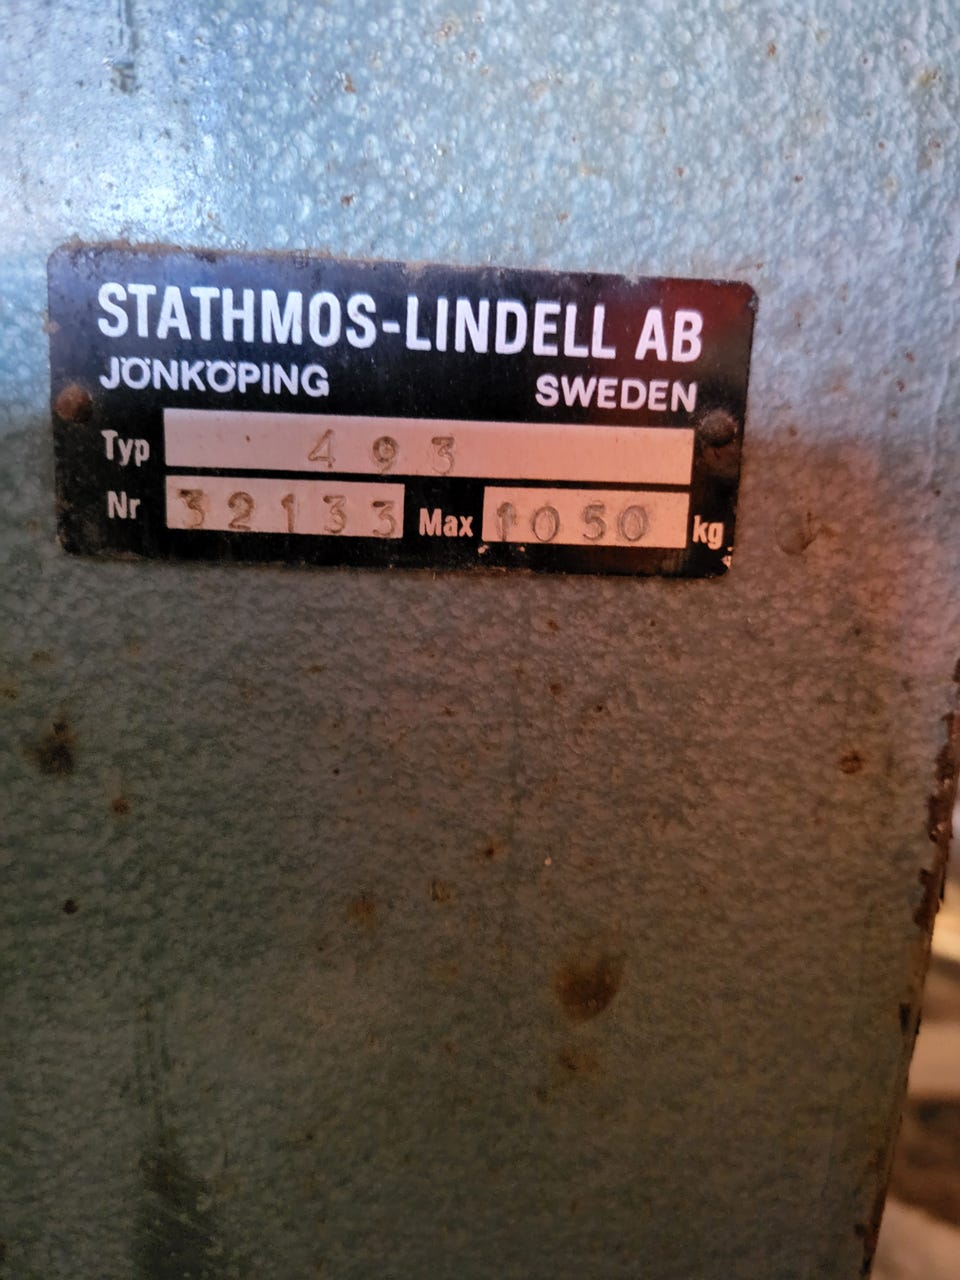 STATHMOS-LINDELL AB
JÖNKÖPING SWEDEN
Typ 493
Nr 32133 Max 1050 kg